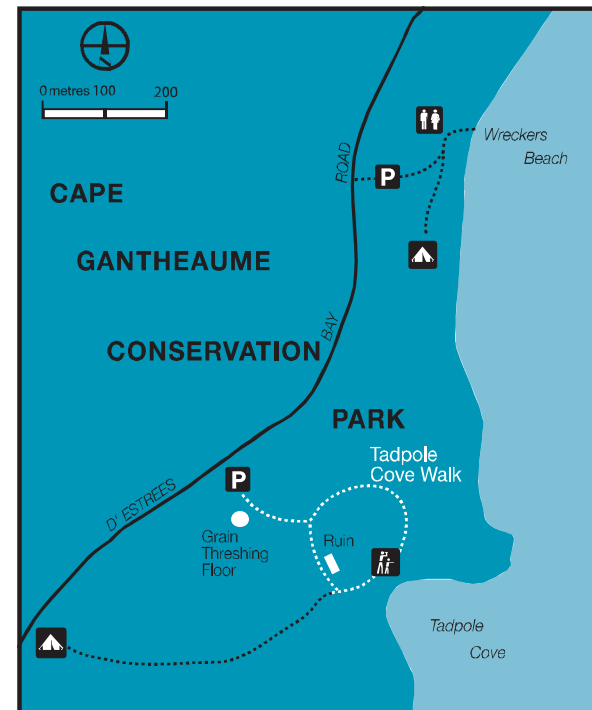 0 metres 100 200
Wreckers
Beach
ROAD
P
CAPE
GANTHEAUME
CONSERVATION
BAY
PARK
Tadpole
Cove Walk
P
D' ESTREES
Grain
Threshing
Floor
Ruin
Tadpole
Cove